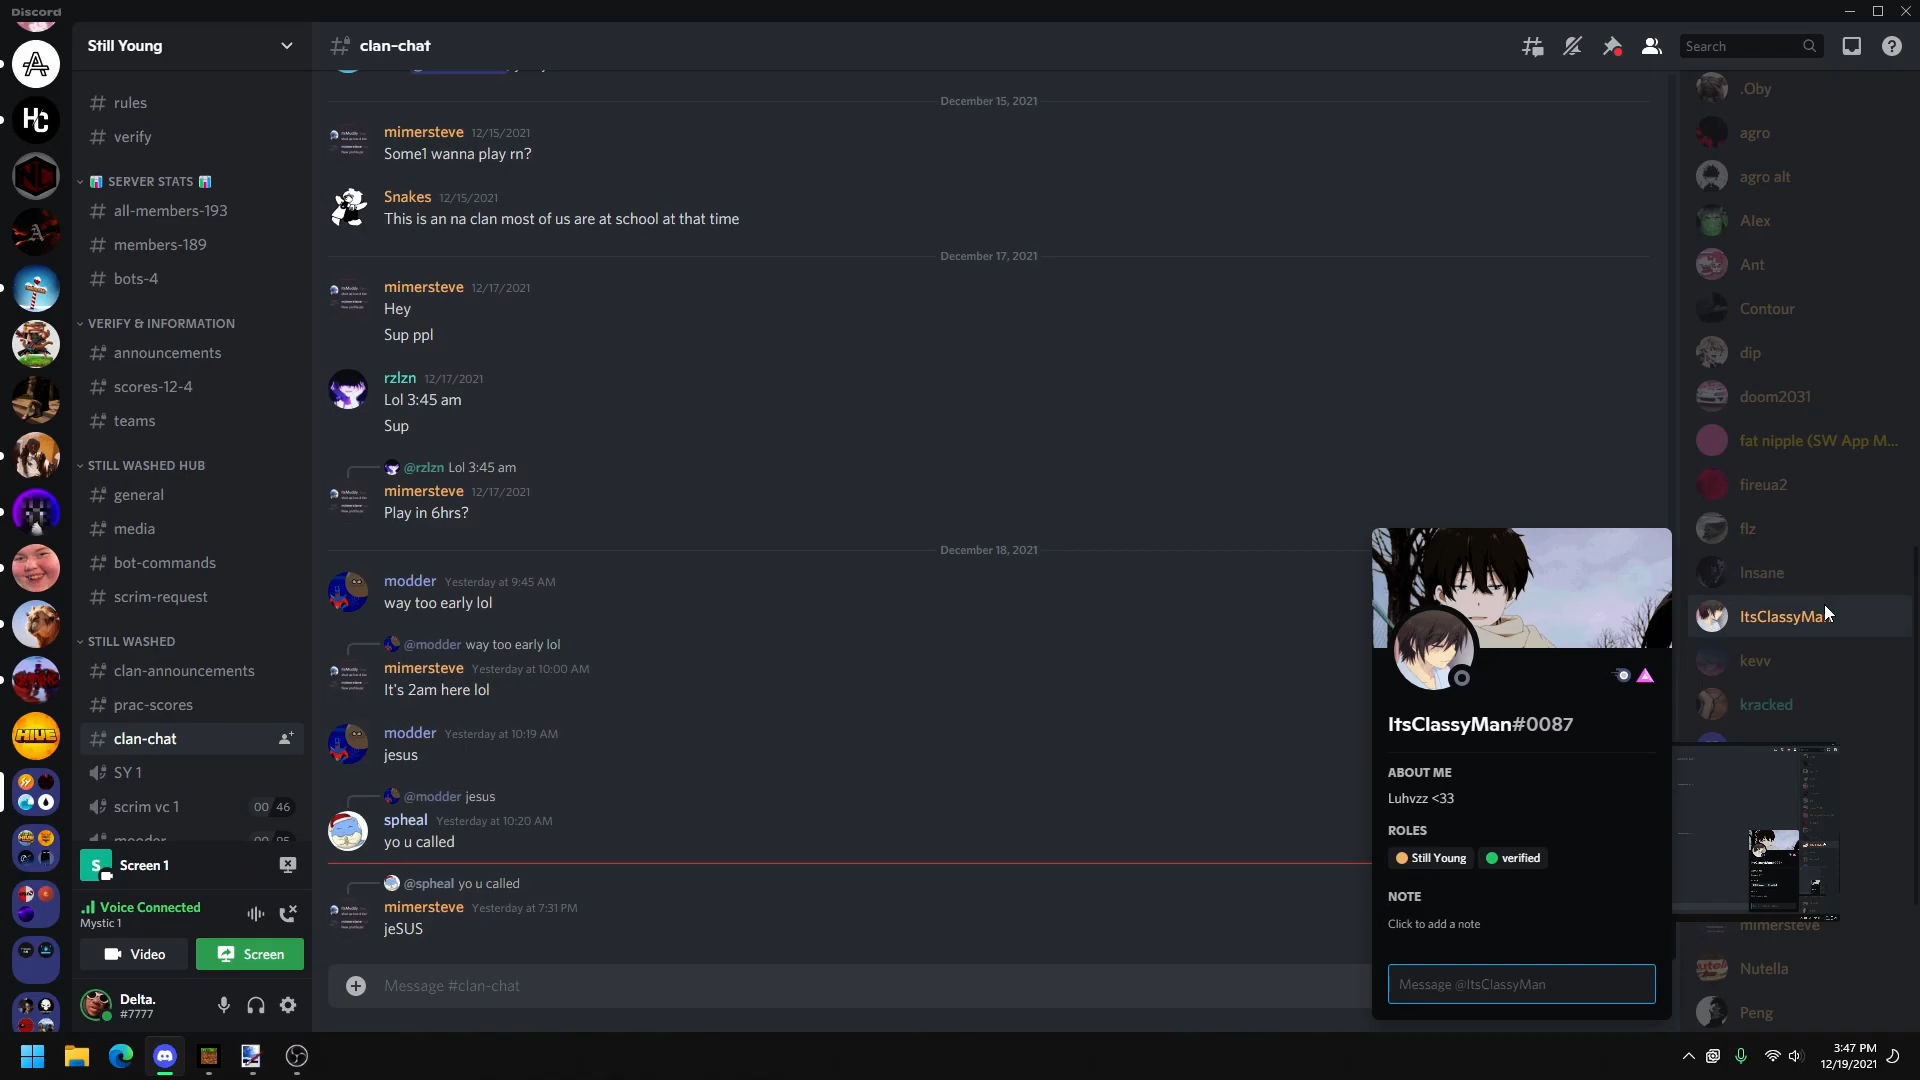 Discord
Still Young
rules
verify
SERVER STATS
all-members-193
members-189
bots-4
VERIFY & INFORMATION
announcements
scores-12-4
teams
STILL WASHED HUB
general
media
bot-commands
scrim-request
STILL WASHED
clan-announcements
prac-scores
clan-chat
SY 1
scrim vc 1 00 46
S Screen 1
Voice Connected
Mystic 1
Video Screen
Delta.
#7777
clan-chat
Search
December 15, 2021
mimersteve 12/15/2021
Some1 wanna play rn?
Snakes 12/15/2021
This is an na clan most of us are at school at that time
December 17, 2021
mimersteve 12/17/2021
Hey
Sup ppl
rzlzn 12/17/2021
Lol 3:45 am
Sup
@rzlzn Lol 3:45 am
mimersteve 12/17/2021
Play in 6hrs?
December 18, 2021
modder Yesterday at 9:45 AM
way too early lol
@modder way too early lol
mimersteve Yesterday at 10:00 AM
It's 2am here lol
modder Yesterday at 10:19 AM
jesus
@modder jesus
spheal Yesterday at 10:20 AM
yo u called
@spheal yo u called
mimersteve Yesterday at 7:31 PM
jeSUS
Message #clan-chat
ItsClassyMan#0087
ABOUT ME
Luhvzz <33
ROLES
Still Young verified
NOTE
Click to add a note
Message @ItsClassyMan
.Oby
agro
agro alt
Alex
Ant
Contour
dip
doom2031
fat nipple (SW App M...
fireua2
flz
Insane
ItsClassyMan
kevv
kracked
mimersteve
Nutella
Peng
HIVE
3:47 PM
12/19/2021